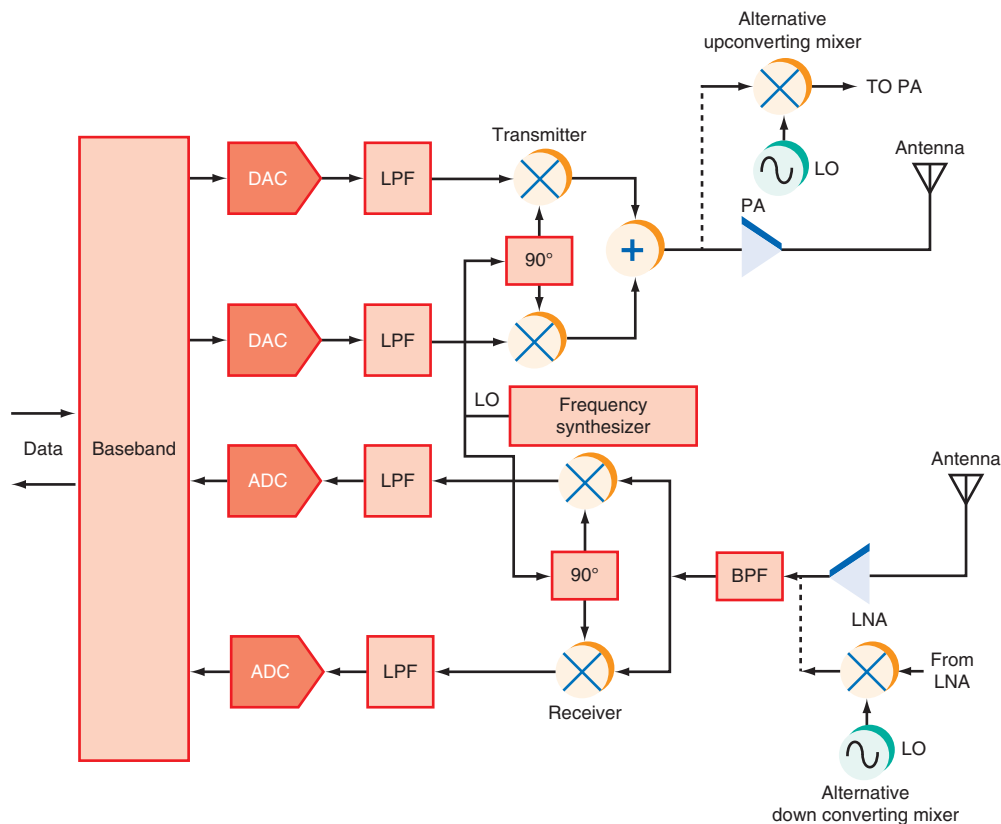 Alternative
upconverting mixer
TO PA
LO
Antenna
PA
Transmitter
DAC
LPF
90°
+
DAC
LPF
LO
Frequency
synthesizer
Data
Baseband
ADC
LPF
90°
BPF
LNA
Antenna
ADC
LPF
Receiver
From
LNA
LO
Alternative
down converting mixer